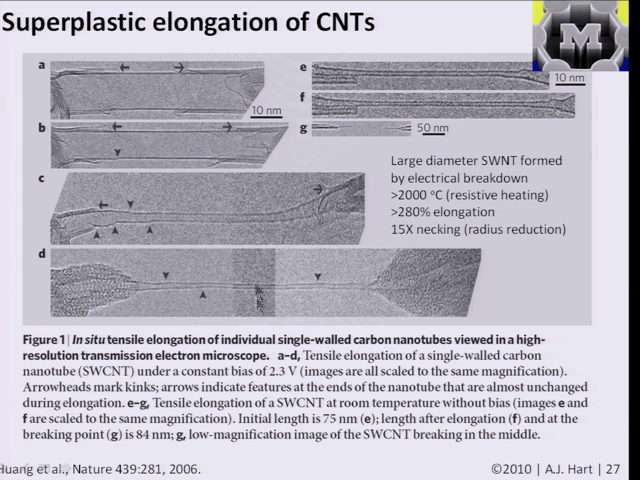 Superplastic elongation of CNTs
M
a
b
c
d
10 nm
e
f
g
10 nm
50 nm
Large diameter SWNT formed
by electrical breakdown
>2000 °C (resistive heating)
>280% elongation
15X necking (radius reduction)
Figure 1 | In situ tensile elongation of individual single-walled carbon nanotubes viewed in a high-
resolution transmission electron microscope. a–d, Tensile elongation of a single-walled carbon
nanotube (SWCNT) under a constant bias of 2.3 V (images are all scaled to the same magnification).
Arrowheads mark kinks; arrows indicate features at the ends of the nanotube that are almost unchanged
during elongation. e–g, Tensile elongation of a SWCNT at room temperature without bias (images e and
f are scaled to the same magnification). Initial length is 75 nm (e); length after elongation (f) and at the
breaking point (g) is 84 nm; g, low-magnification image of the SWCNT breaking in the middle.
Huang et al., Nature 439:281, 2006.
©2010 | A.J. Hart | 27